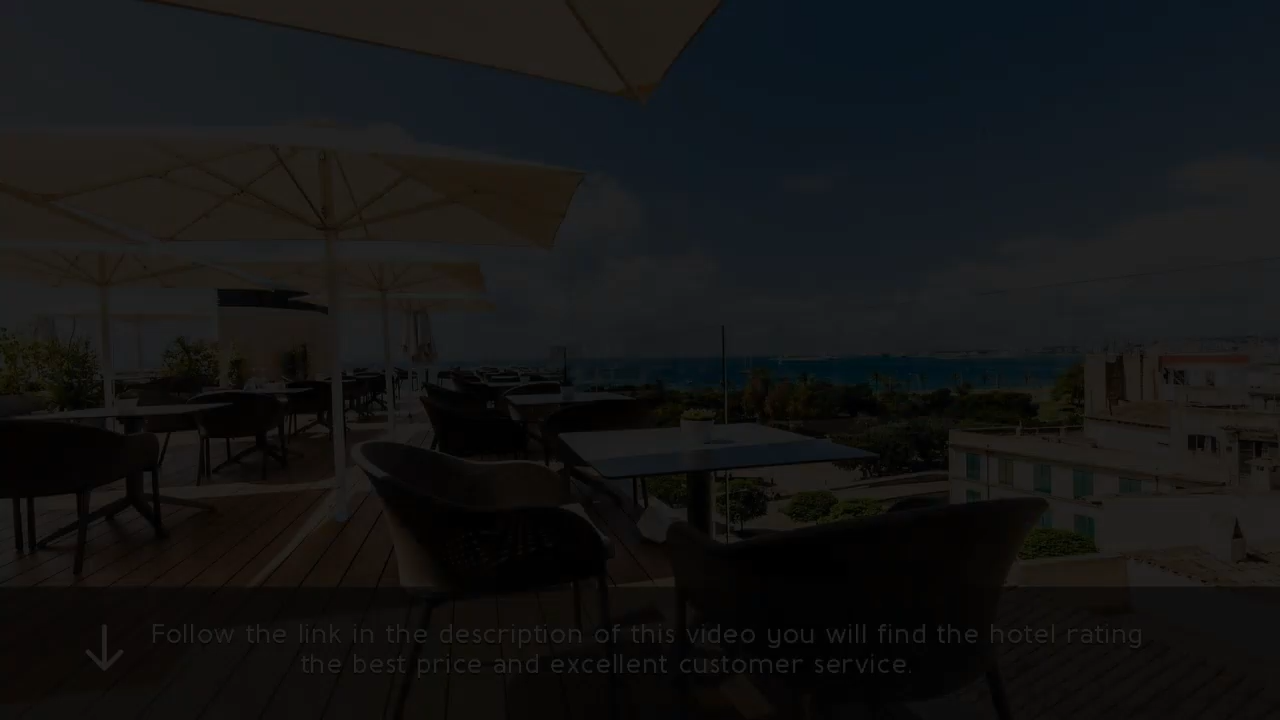 Follow the link in the description of this video you will find the hotel rating
the best price and excellent customer service.